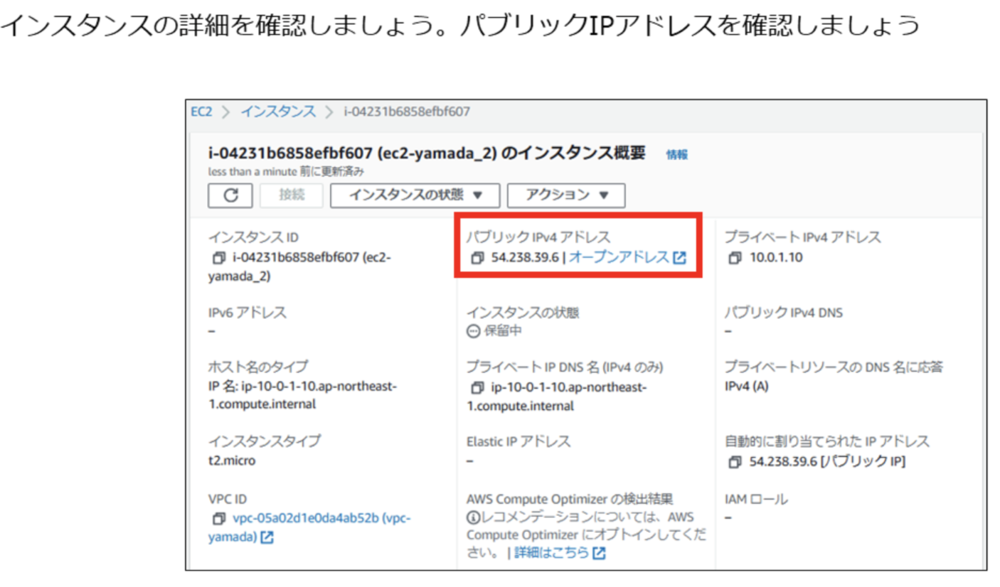 インスタンスの詳細を確認しましょう。パブリックIPアドレスを確認しましょう
EC2 > インスタンス > i-04231b6858efbf607
i-04231b6858efbf607 (ec2-yamada_2) のインスタンス概要 情報
less than a minute 前に更新済み
接続 インスタンスの状態 ▼ アクション ▼
インスタンス ID
i-04231b6858efbf607 (ec2-
yamada_2)
パブリック IPv4 アドレス
54.238.39.6 | オープンアドレス
プライベート IPv4 アドレス
10.0.1.10
IPv6 アドレス
–
インスタンスの状態
保留中
パブリック IPv4 DNS
–
ホスト名のタイプ
IP 名: ip-10-0-1-10.ap-northeast-
1.compute.internal
プライベート IP DNS 名 (IPv4 のみ)
ip-10-0-1-10.ap-northeast-
1.compute.internal
プライベートリソースの DNS 名に応答
IPv4 (A)
インスタンスタイプ
t2.micro
Elastic IP アドレス
–
自動的に割り当てられた IP アドレス
54.238.39.6 [パブリック IP]
VPC ID
vpc-05a02d1e0da4ab52b (vpc-
yamada)
AWS Compute Optimizer の検出結果
レコメンデーションについては、AWS
Compute Optimizer にオプトインしてくだ
さい。 | 詳細はこちら
IAM ロール
–